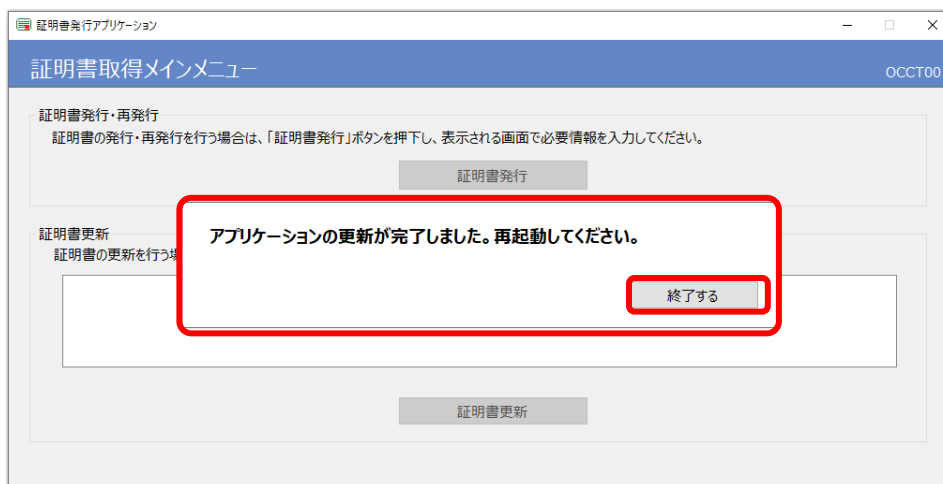 証明書発行アプリケーション
証明書取得メインメニュー
OCCT00
証明書発行・再発行
証明書の発行・再発行を行う場合は、「証明書発行」ボタンを押下し、表示される画面で必要情報を入力してください。
証明書発行
証明書更新
証明書の更新を行う場
アプリケーションの更新が完了しました。再起動してください。
終了する
証明書更新